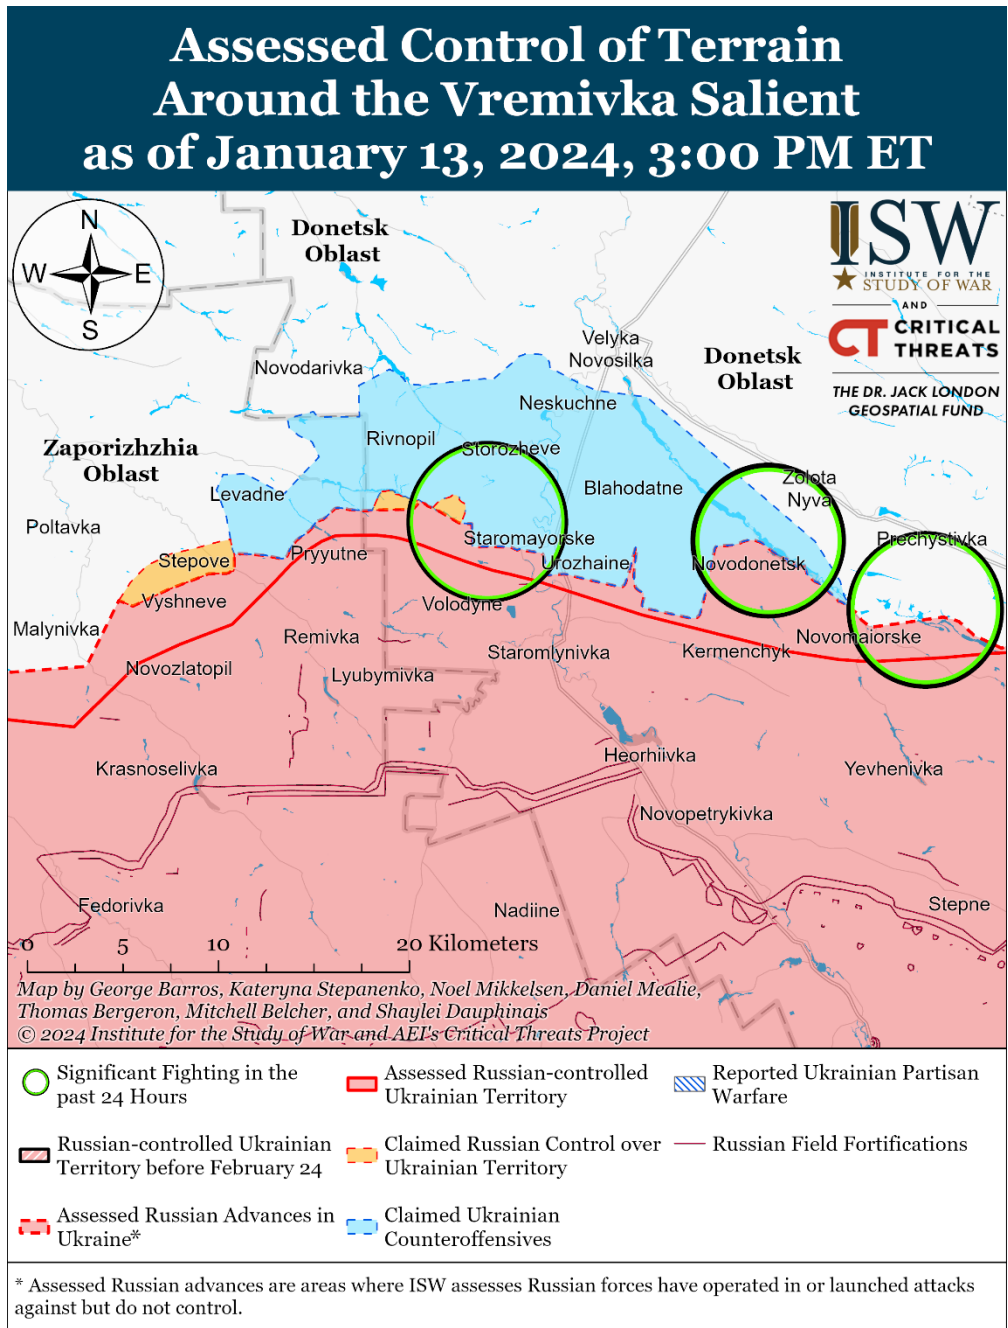 Assessed Control of Terrain
Around the Vremivka Salient
as of January 13, 2024, 3:00 PM ET
N
W
E
S
Donetsk
Oblast
ISW
INSTITUTE FOR THE
STUDY OF WAR
AND
CT CRITICAL
THREATS
THE DR. JACK LONDON
GEOSPATIAL FUND
Velyka
Novosilka
Donetsk
Oblast
Novodarivka
Neskuchne
Zaporizhzhia
Oblast
Rivnopil
Storozheve
Levadne
Blahodatne
Zolota
Nyva
Poltavka
Staromayorske
Prechystivka
Stepove
Pryyutne
Urozhaine
Novodonetsk
Vyshneve
Volodyne
Malynivka
Remivka
Novomaiorske
Staromlynivka
Kermenchyk
Novozlatopil
Lyubymivka
Krasnoselivka
Heorhiivka
Yevhenivka
Novopetrykivka
Fedorivka
Nadiine
Stepne
0 5 10 20 Kilometers
Map by George Barros, Kateryna Stepanenko, Noel Mikkelsen, Daniel Mealie,
Thomas Bergeron, Mitchell Belcher, and Shaylei Dauphinais
© 2024 Institute for the Study of War and AEI's Critical Threats Project
Significant Fighting in the
past 24 Hours
Assessed Russian-controlled
Ukrainian Territory
Reported Ukrainian Partisan
Warfare
Russian-controlled Ukrainian
Territory before February 24
Claimed Russian Control over
Ukrainian Territory
Russian Field Fortifications
Assessed Russian Advances in
Ukraine*
Claimed Ukrainian
Counteroffensives
* Assessed Russian advances are areas where ISW assesses Russian forces have operated in or launched attacks
against but do not control.